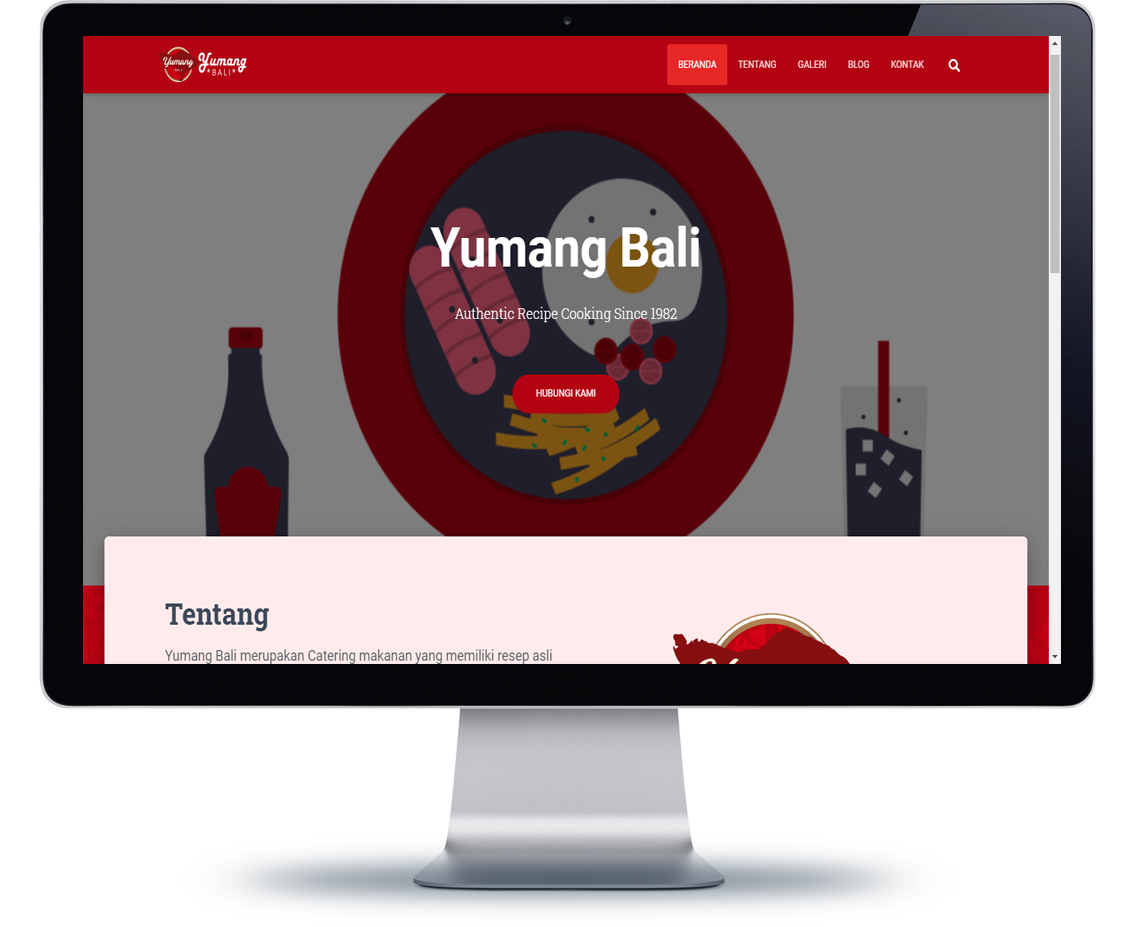 Yumang
BALI
Yumang
*BALI*
BERANDA TENTANG GALERI BLOG KONTAK
Yumang Bali
Authentic Recipe Cooking Since 1982
HUBUNGI KAMI
Tentang
Yumang Bali merupakan Catering makanan yang memiliki resep asli